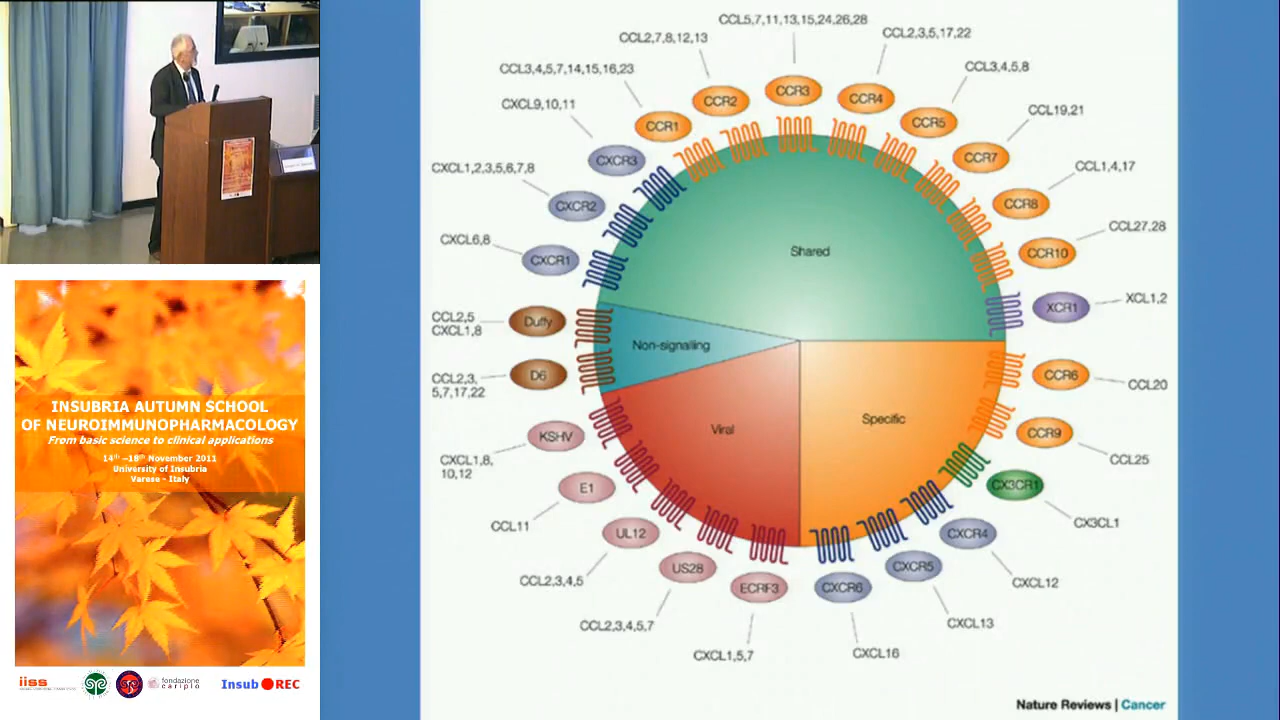 CCL5,7,11,13,15,24,26,28
CCL2,7,8,12,13
CCL2,3,5,17,22
CCL3,4,5,7,14,15,16,23
CCL3,4,5,8
CXCL9,10,11
CCL19,21
CXCL1,2,3,5,6,7,8
CCL1,4,17
CXCL6,8
CCL27,28
CCL2,5
CXCL1,8
XCL1,2
CCL2,3,
5,7,17,22
CCL20
CXCL1,8,
10,12
CCL25
CCL11
CX3CL1
CCL2,3,4,5
CXCL12
CCL2,3,4,5,7
CXCL13
CXCL1,5,7
CXCL16
CCR1
CCR2
CCR3
CCR4
CCR5
CCR7
CCR8
CCR10
XCR1
CCR6
CCR9
CX3CR1
CXCR4
CXCR5
CXCR6
ECRF3
US28
UL12
E1
KSHV
D6
Duffy
CXCR1
CXCR2
CXCR3
Shared
Non-signalling
Viral
Specific
Nature Reviews | Cancer
INSUBRIA AUTUMN SCHOOL
OF NEUROIMMUNOPHARMACOLOGY
From basic science to clinical applications
14th –18th November 2011
University of Insubria
Varese - Italy
iiss
fondazione
cariplo
Insub REC